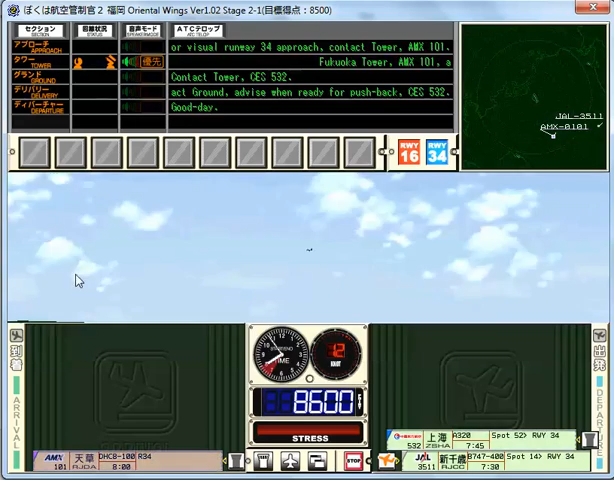 ぼくは航空管制官２ 福岡 Oriental Wings Ver1.02 Stage 2-1(目標得点：8500)
セクション SECTION
目標状況 STATUS
音声モード SPEAKER MODE
ＡＴＣテロップ ATC TELOP
アプローチ APPROACH
or visual runway 34 approach, contact Tower, AMX 101.
タワー TOWER
優先
Fukuoka Tower, AMX 101, a
グランド GROUND
Contact Tower, CES 532.
デリバリー DELIVERY
act Ground, advise when ready for push-back, CES 532.
ディパーチャー DEPARTURE
Good-day.
JAL-3511
AMX-0101
RWY 16
RWY 34
到着 ARRIVAL
出発 DEPARTURE
TIME
12
KNOT
8600
STRESS
532 上海 ZSHA A320 7:45 Spot 52> RWY 34
AMX 101 天草 RJDA DHC8-100 8:00 R34
STOP
JAL 3511 新千歳 RJCC B747-400 7:30 Spot 14> RWY 34